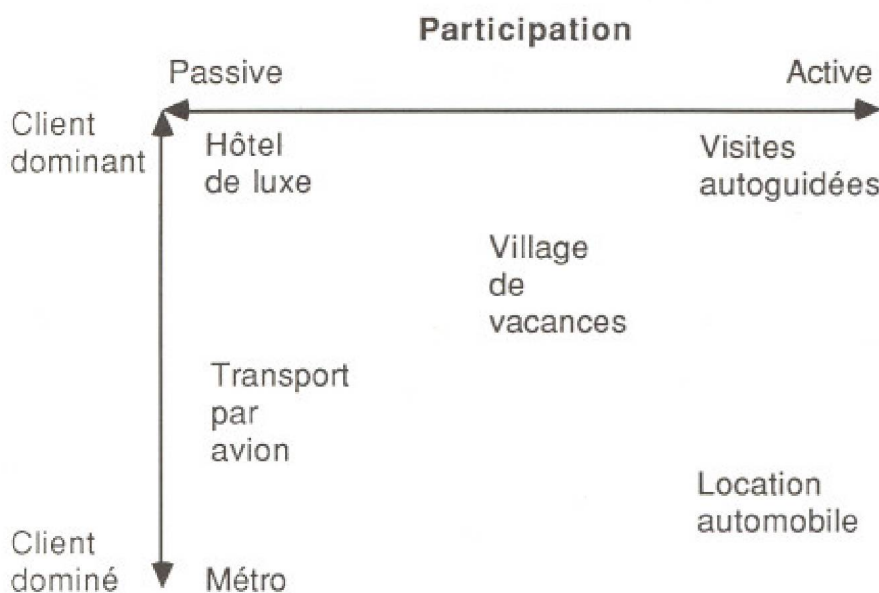 Participation
Passive
Active
Client
dominant
Hôtel
de luxe
Visites
autoguidées
Village
de
vacances
Transport
par
avion
Location
automobile
Client
dominé
Métro